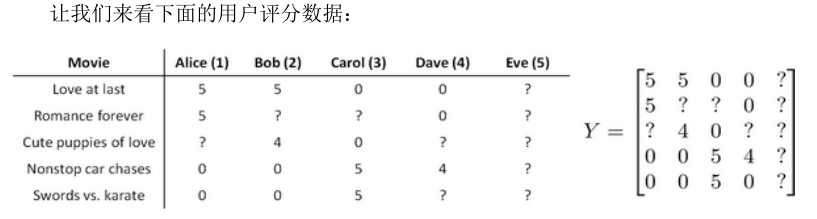 让我们来看下面的用户评分数据：
Movie Alice (1) Bob (2) Carol (3) Dave (4) Eve (5)
Love at last 5 5 0 0 ?
Romance forever 5 ? ? 0 ?
Cute puppies of love ? 4 0 ? ?
Nonstop car chases 0 0 5 4 ?
Swords vs. karate 0 0 5 ? ?
Y =
5 5 0 0 ?
5 ? ? 0 ?
? 4 0 ? ?
0 0 5 4 ?
0 0 5 0 ?